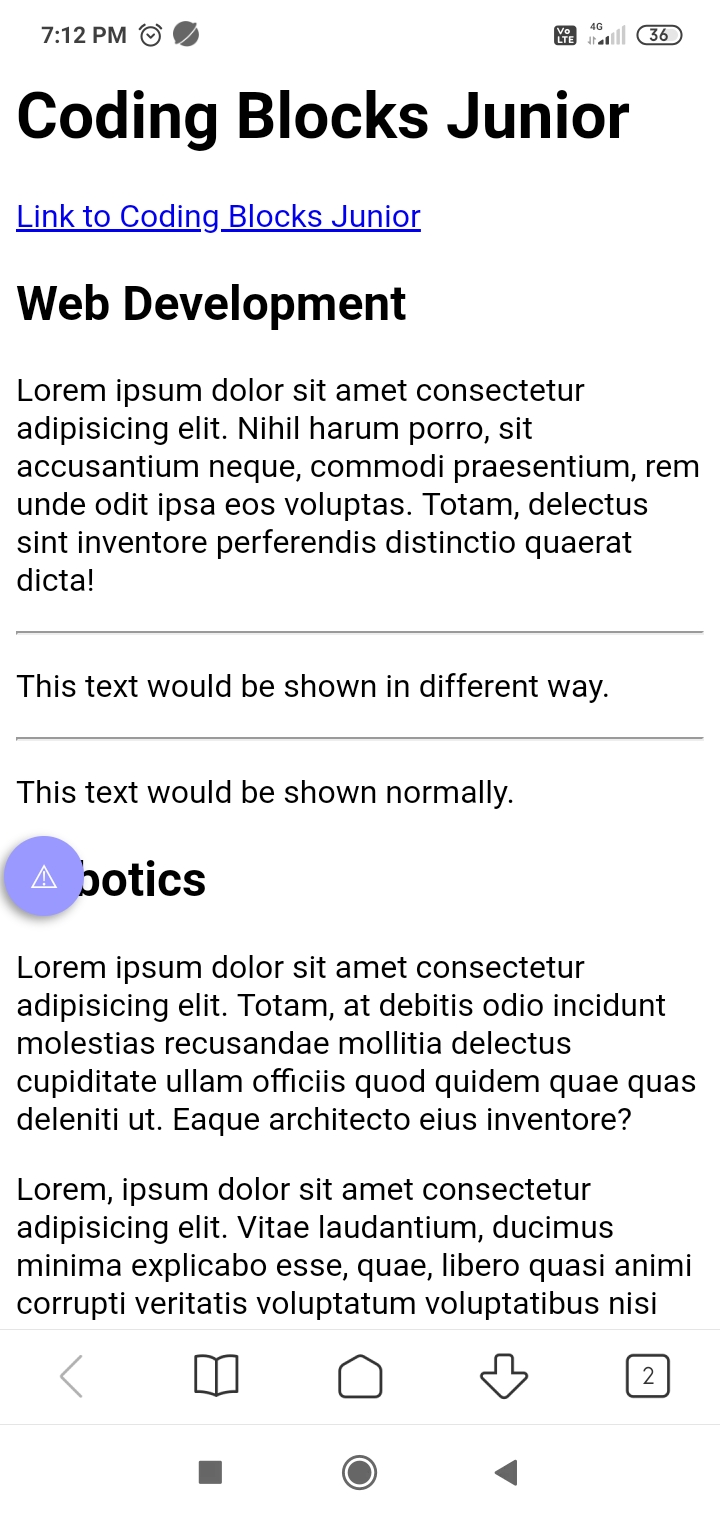 7:12 PM
Vo LTE
4G
36
Coding Blocks Junior
Link to Coding Blocks Junior
Web Development
Lorem ipsum dolor sit amet consectetur
adipisicing elit. Nihil harum porro, sit
accusantium neque, commodi praesentium, rem
unde odit ipsa eos voluptas. Totam, delectus
sint inventore perferendis distinctio quaerat
dicta!
This text would be shown in different way.
This text would be shown normally.
botics
Lorem ipsum dolor sit amet consectetur
adipisicing elit. Totam, at debitis odio incidunt
molestias recusandae mollitia delectus
cupiditate ullam officiis quod quidem quae quas
deleniti ut. Eaque architecto eius inventore?
Lorem, ipsum dolor sit amet consectetur
adipisicing elit. Vitae laudantium, ducimus
minima explicabo esse, quae, libero quasi animi
corrupti veritatis voluptatum voluptatibus nisi
2